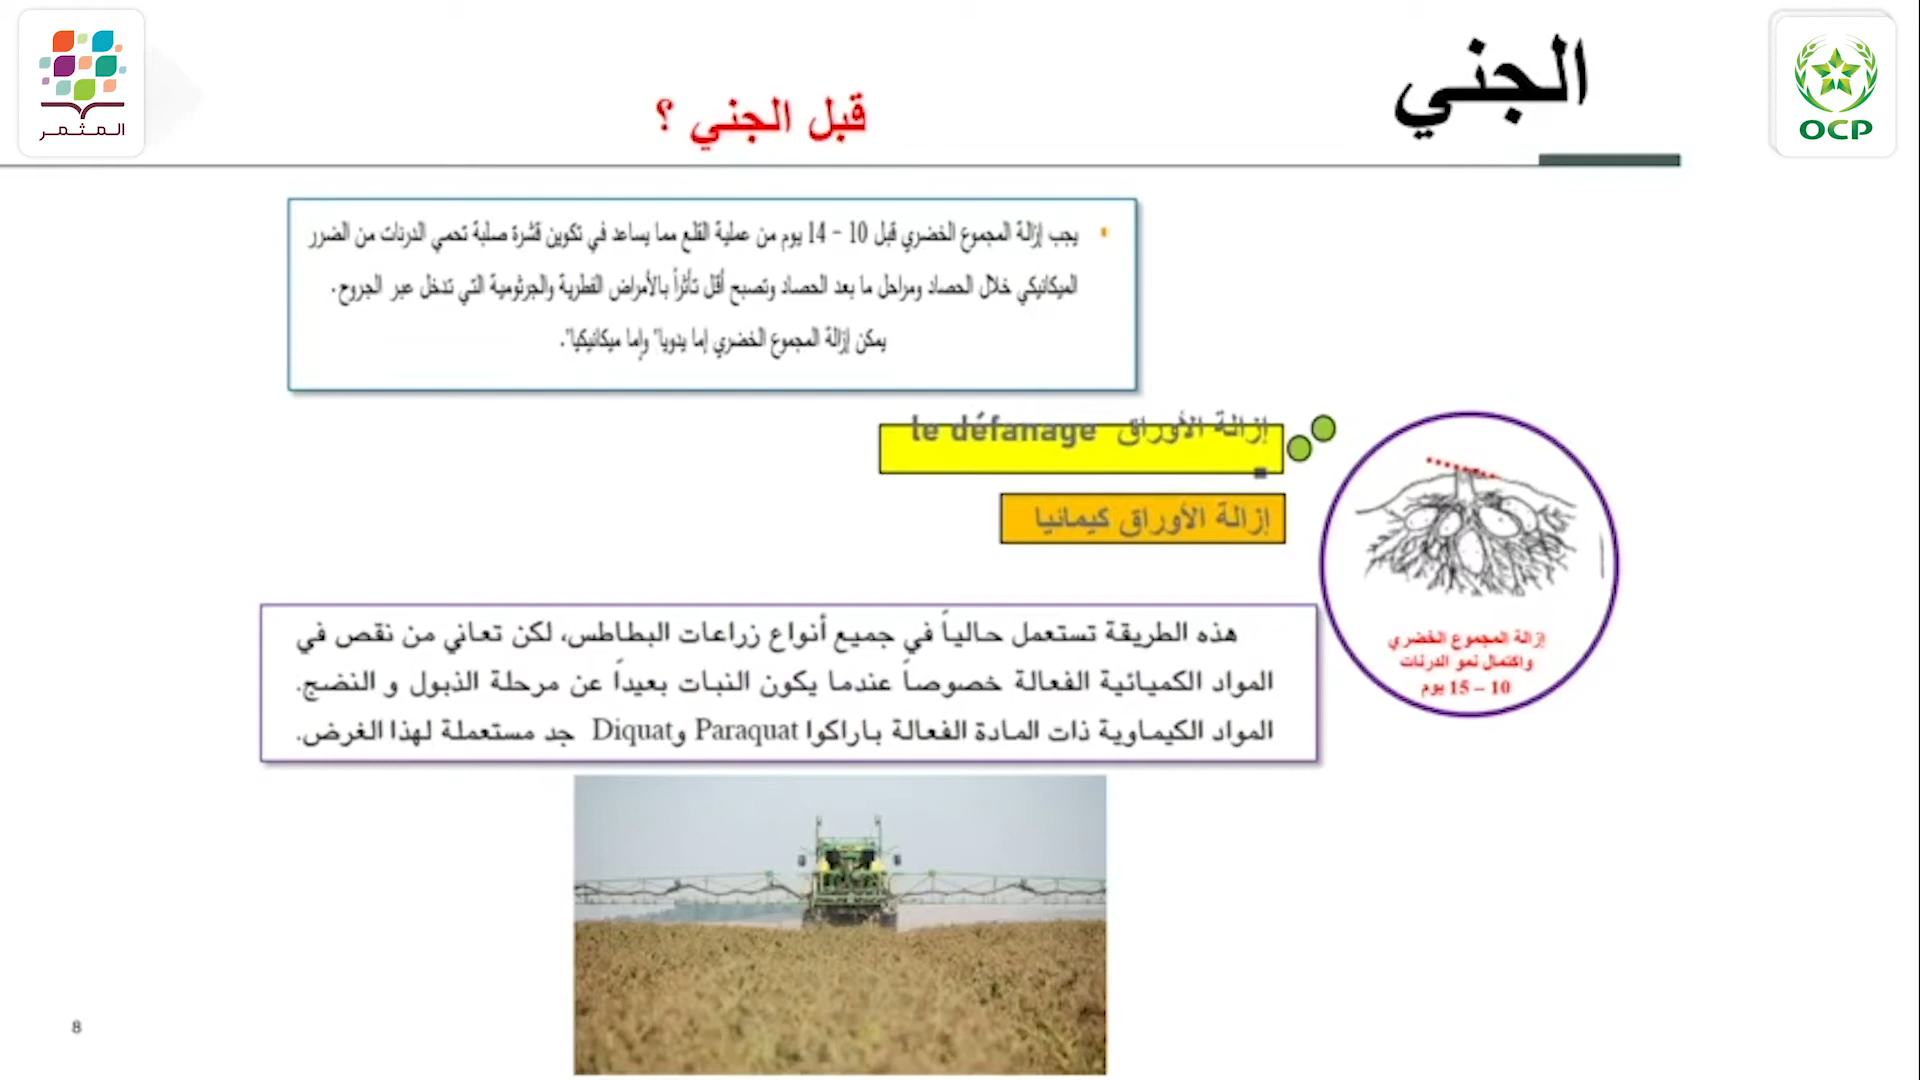 الجني
قبل الجني ؟
المثمر
OCP
يجب إزالة المجموع الخضري قبل 10 - 14 يوم من عملية القلع مما يساعد في تكوين قشرة صلبة تحمي الدرنات من الضرر
الميكانيكي خلال الحصاد ومراحل ما بعد الحصاد وتصبح أقل تأثراً بالأمراض الفطرية والجرثومية التي تدخل عبر الجروح.
يمكن إزالة المجموع الخضري إما يدويا" وإما ميكانيكيا".
إزالة الأوراق le défanage
إزالة الأوراق كيمائيا
إزالة المجموع الخضري
واكتمال نمو الدرنات
10 – 15 يوم
هذه الطريقة تستعمل حالياً في جميع أنواع زراعات البطاطس، لكن تعاني من نقص في
المواد الكميائية الفعالة خصوصاً عندما يكون النبات بعيداً عن مرحلة الذبول و النضج.
المواد الكيماوية ذات المادة الفعالة باراكوا Paraquat وDiquat جد مستعملة لهذا الغرض.
8